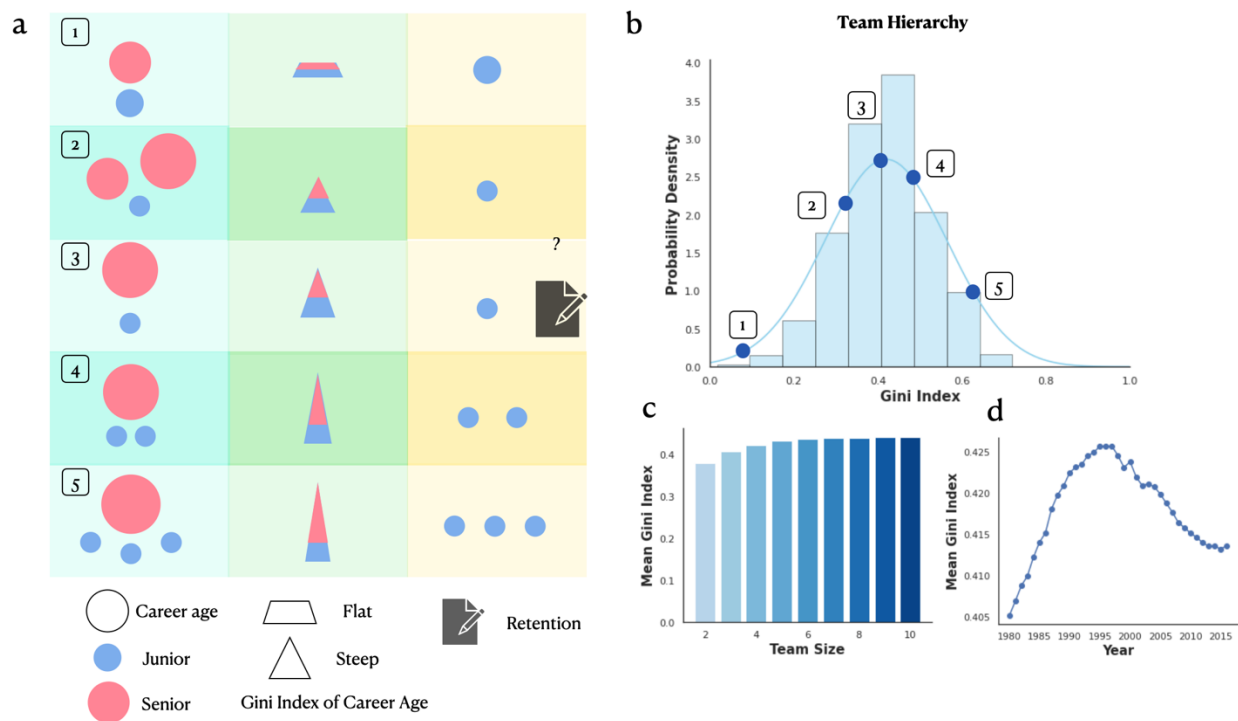 a
1
2
3
?
4
5
Career age
Flat
Retention
Junior
Steep
Senior
Gini Index of Career Age
b
Team Hierarchy
4.0
3.5
3.0
2.5
2.0
1.5
1.0
0.5
0.0
Probability Desnsity
1
2
3
4
5
0.0 0.2 0.4 0.6 0.8 1.0
Gini Index
c
0.4
0.3
0.2
0.1
0.0
Mean Gini Index
2 4 6 8 10
Team Size
d
0.425
0.420
0.415
0.410
0.405
Mean Gini Index
1980 1985 1990 1995 2000 2005 2010 2015
Year